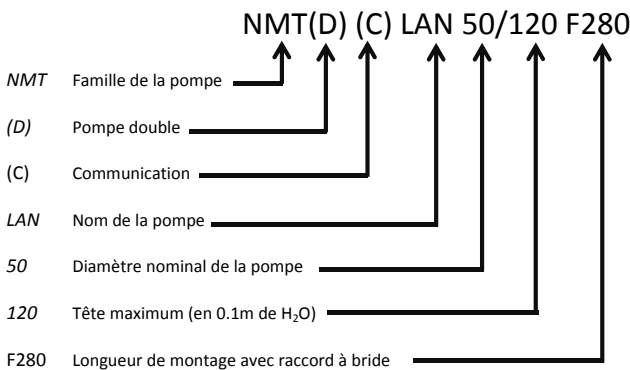 NMT(D) (C) LAN 50/120 F280
NMT Famille de la pompe
(D) Pompe double
(C) Communication
LAN Nom de la pompe
50 Diamètre nominal de la pompe
120 Tête maximum (en 0.1m de H₂O)
F280 Longueur de montage avec raccord à bride